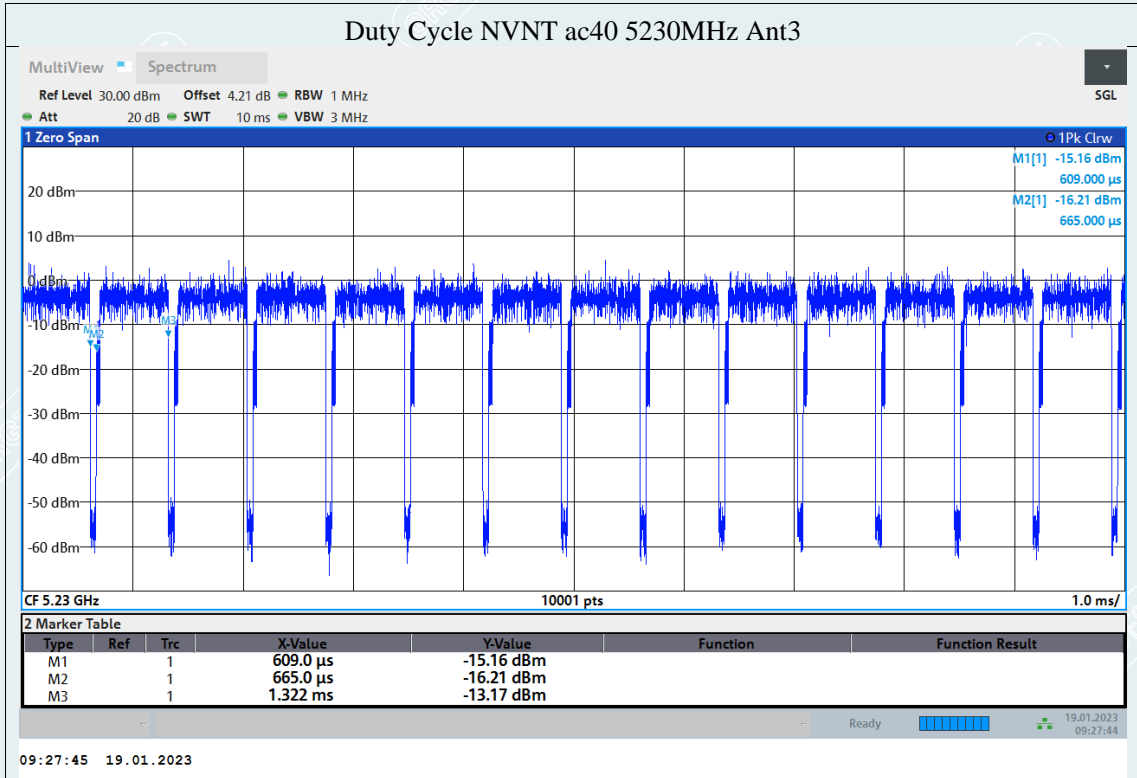 Duty Cycle NVNT ac40 5230MHz Ant3
MultiView Spectrum
Ref Level 30.00 dBm Offset 4.21 dB RBW 1 MHz SGL
Att 20 dB SWT 10 ms VBW 3 MHz
1 Zero Span 1Pk Clrw
M1[1] -15.16 dBm
609.000 µs
M2[1] -16.21 dBm
665.000 µs
20 dBm
10 dBm
0 dBm
-10 dBm
M2
M3
-20 dBm
-30 dBm
-40 dBm
-50 dBm
-60 dBm
CF 5.23 GHz 10001 pts 1.0 ms/
2 Marker Table
Type Ref Trc X-Value Y-Value Function Function Result
M1 1 609.0 µs -15.16 dBm
M2 1 665.0 µs -16.21 dBm
M3 1 1.322 ms -13.17 dBm
Ready 19.01.2023
09:27:44
09:27:45 19.01.2023